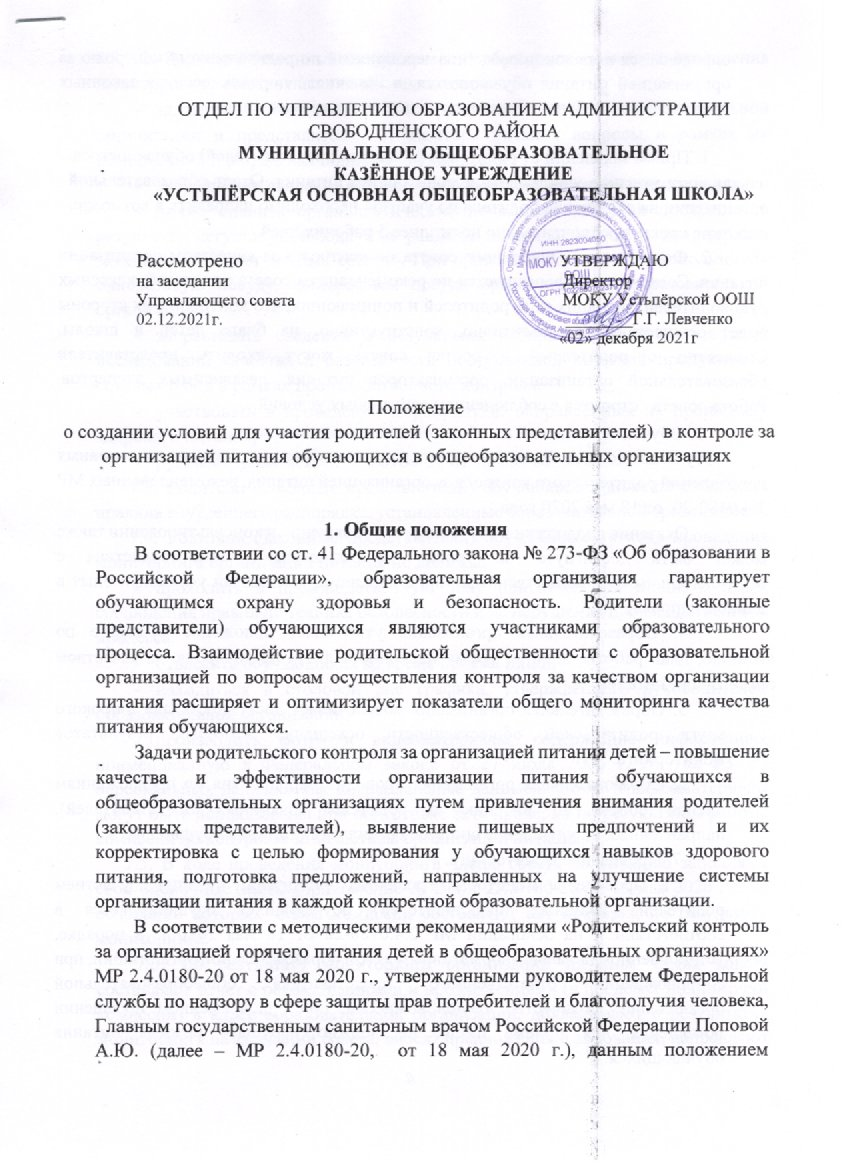 ОТДЕЛ ПО УПРАВЛЕНИЮ ОБРАЗОВАНИЕМ АДМИНИСТРАЦИИ
СВОБОДНЕНСКОГО РАЙОНА
МУНИЦИПАЛЬНОЕ ОБЩЕОБРАЗОВАТЕЛЬНОЕ
КАЗЁННОЕ УЧРЕЖДЕНИЕ
«УСТЬПЁРСКАЯ ОСНОВНАЯ ОБЩЕОБРАЗОВАТЕЛЬНАЯ ШКОЛА»
ИНН 2823004050
МОКУ
ООШ
ОГРН
Рассмотрено
на заседании
Управляющего совета
02.12.2021г.
УТВЕРЖДАЮ
Директор
МОКУ Устьпёрской ООШ
Г.Г. Левченко
«02» декабря 2021г
Положение
о создании условий для участия родителей (законных представителей) в контроле за
организацией питания обучающихся в общеобразовательных организациях
1. Общие положения
В соответствии со ст. 41 Федерального закона № 273-ФЗ «Об образовании в
Российской Федерации», образовательная организация гарантирует
обучающимся охрану здоровья и безопасность. Родители (законные
представители) обучающихся являются участниками образовательного
процесса. Взаимодействие родительской общественности с образовательной
организацией по вопросам осуществления контроля за качеством организации
питания расширяет и оптимизирует показатели общего мониторинга качества
питания обучающихся.
Задачи родительского контроля за организацией питания детей – повышение
качества и эффективности организации питания обучающихся в
общеобразовательных организациях путем привлечения внимания родителей
(законных представителей), выявление пищевых предпочтений и их
корректировка с целью формирования у обучающихся навыков здорового
питания, подготовка предложений, направленных на улучшение системы
организации питания в каждой конкретной образовательной организации.
В соответствии с методическими рекомендациями «Родительский контроль
за организацией горячего питания детей в общеобразовательных организациях»
МР 2.4.0180-20 от 18 мая 2020 г., утвержденными руководителем Федеральной
службы по надзору в сфере защиты прав потребителей и благополучия человека,
Главным государственным санитарным врачом Российской Федерации Поповой
А.Ю. (далее – МР 2.4.0180-20, от 18 мая 2020 г.), данным положением